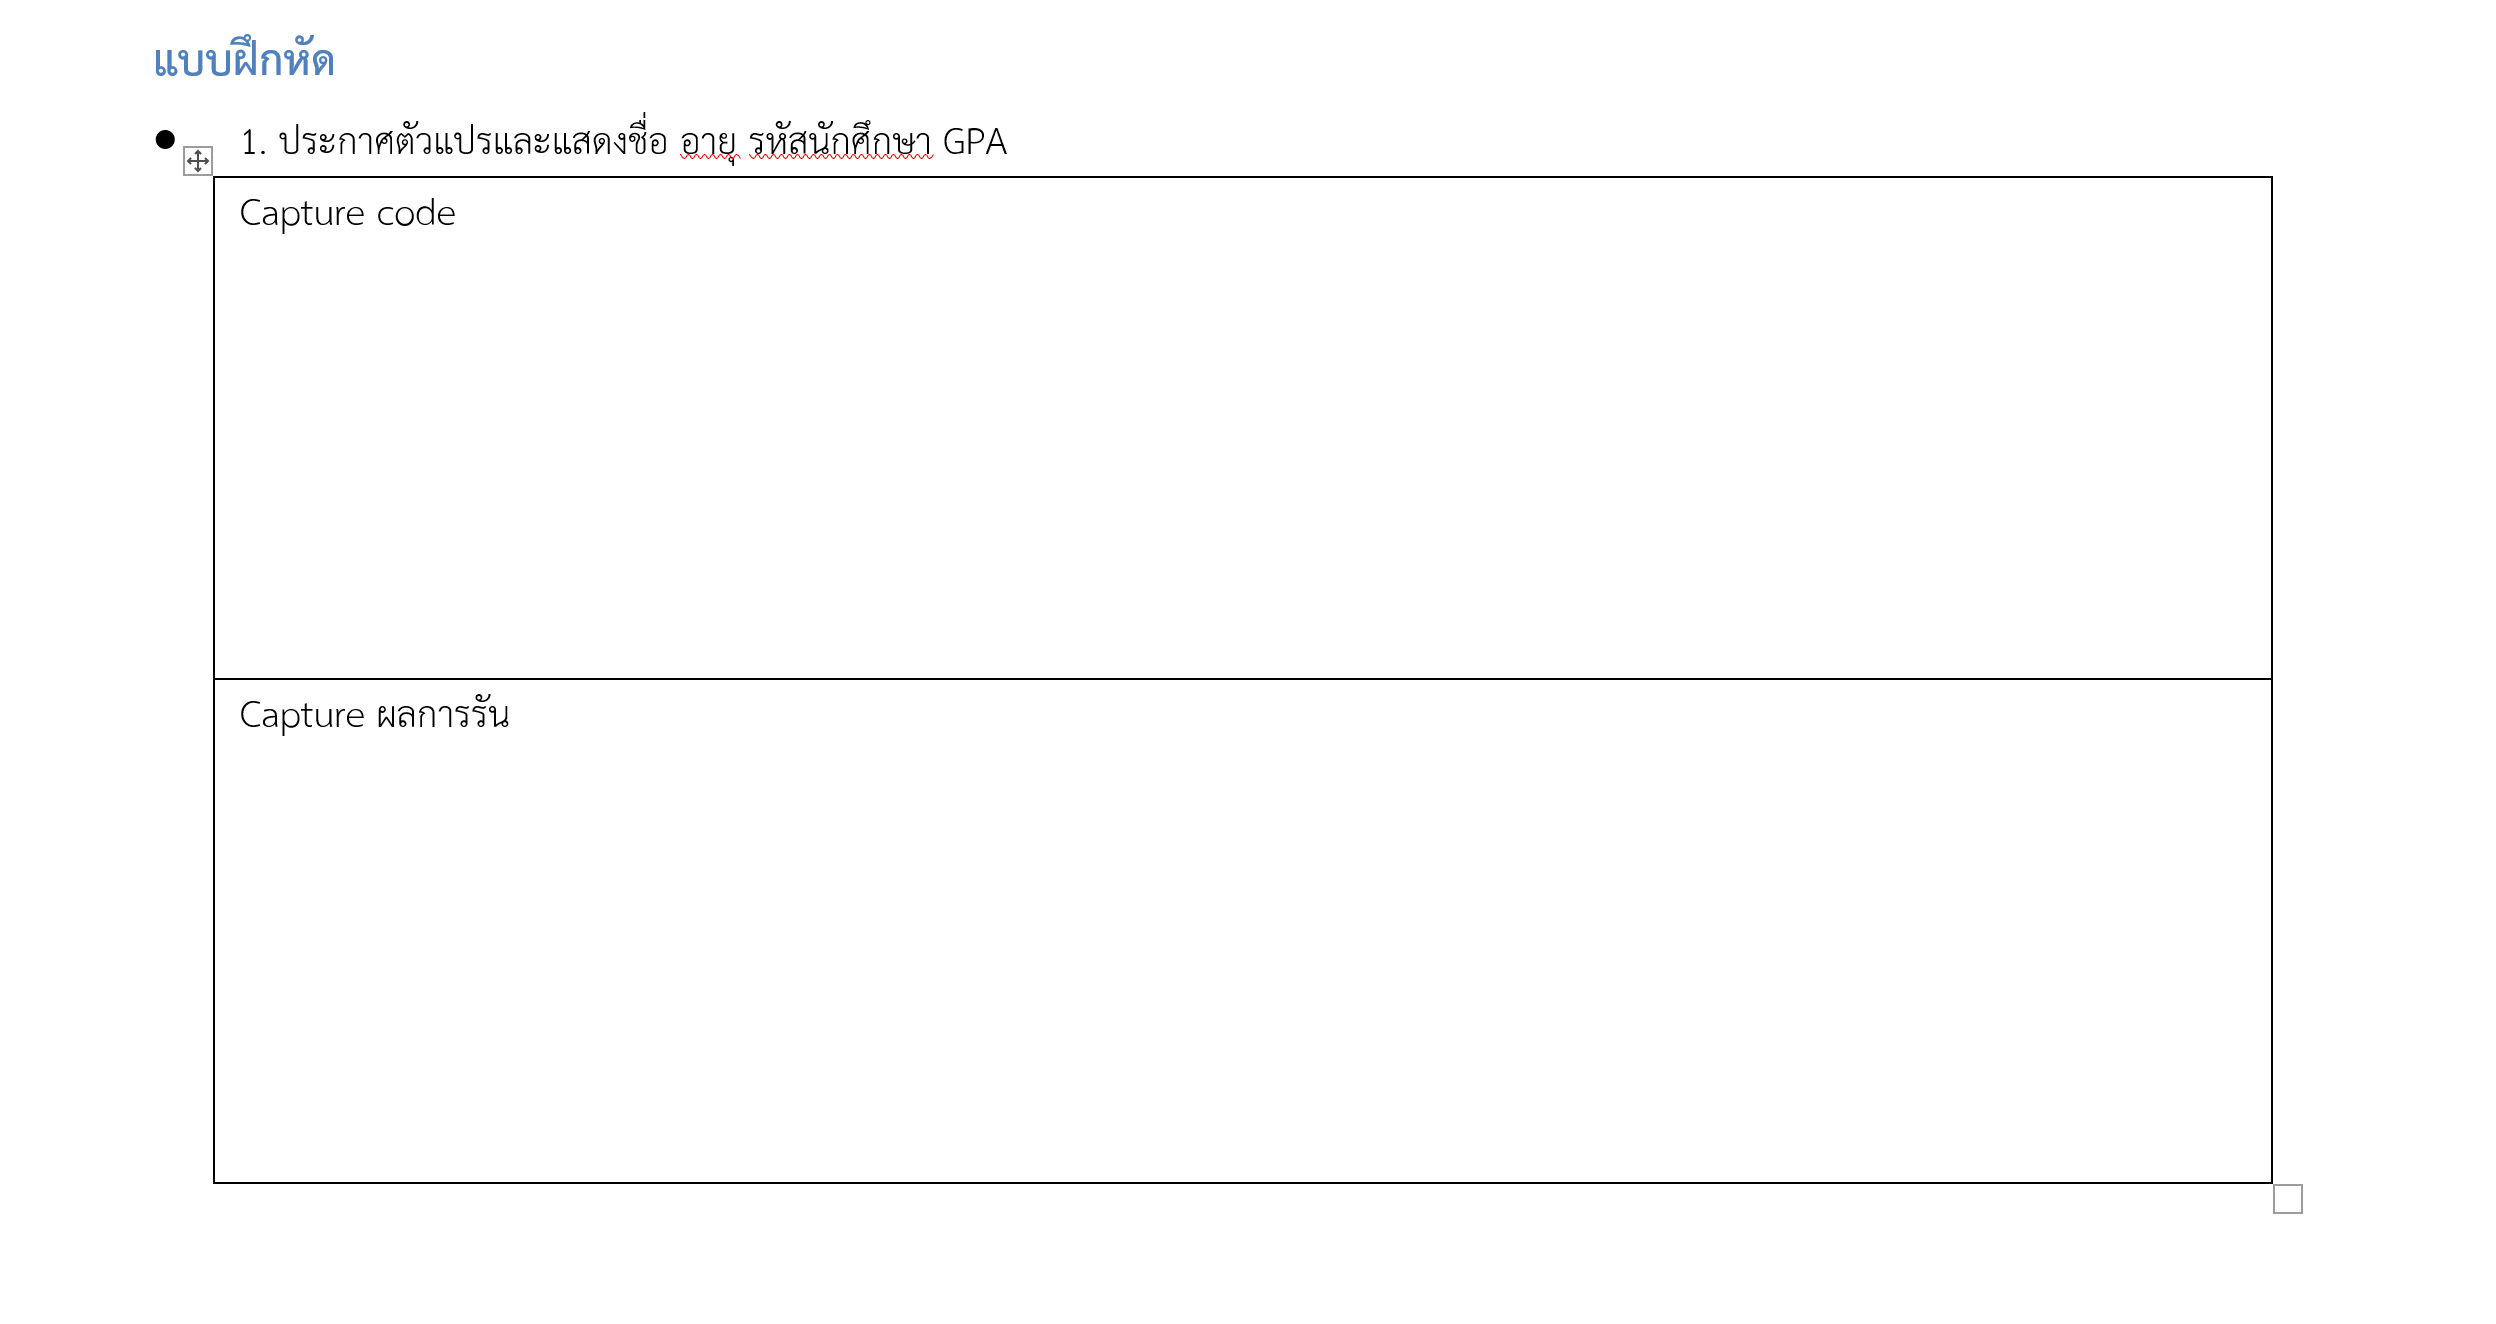 แบบฝึกหัด
● 1. ประกาศตัวแปรและแสดงชื่อ อายุ รหัสนักศึกษา GPA
Capture code
Capture ผลการรัน